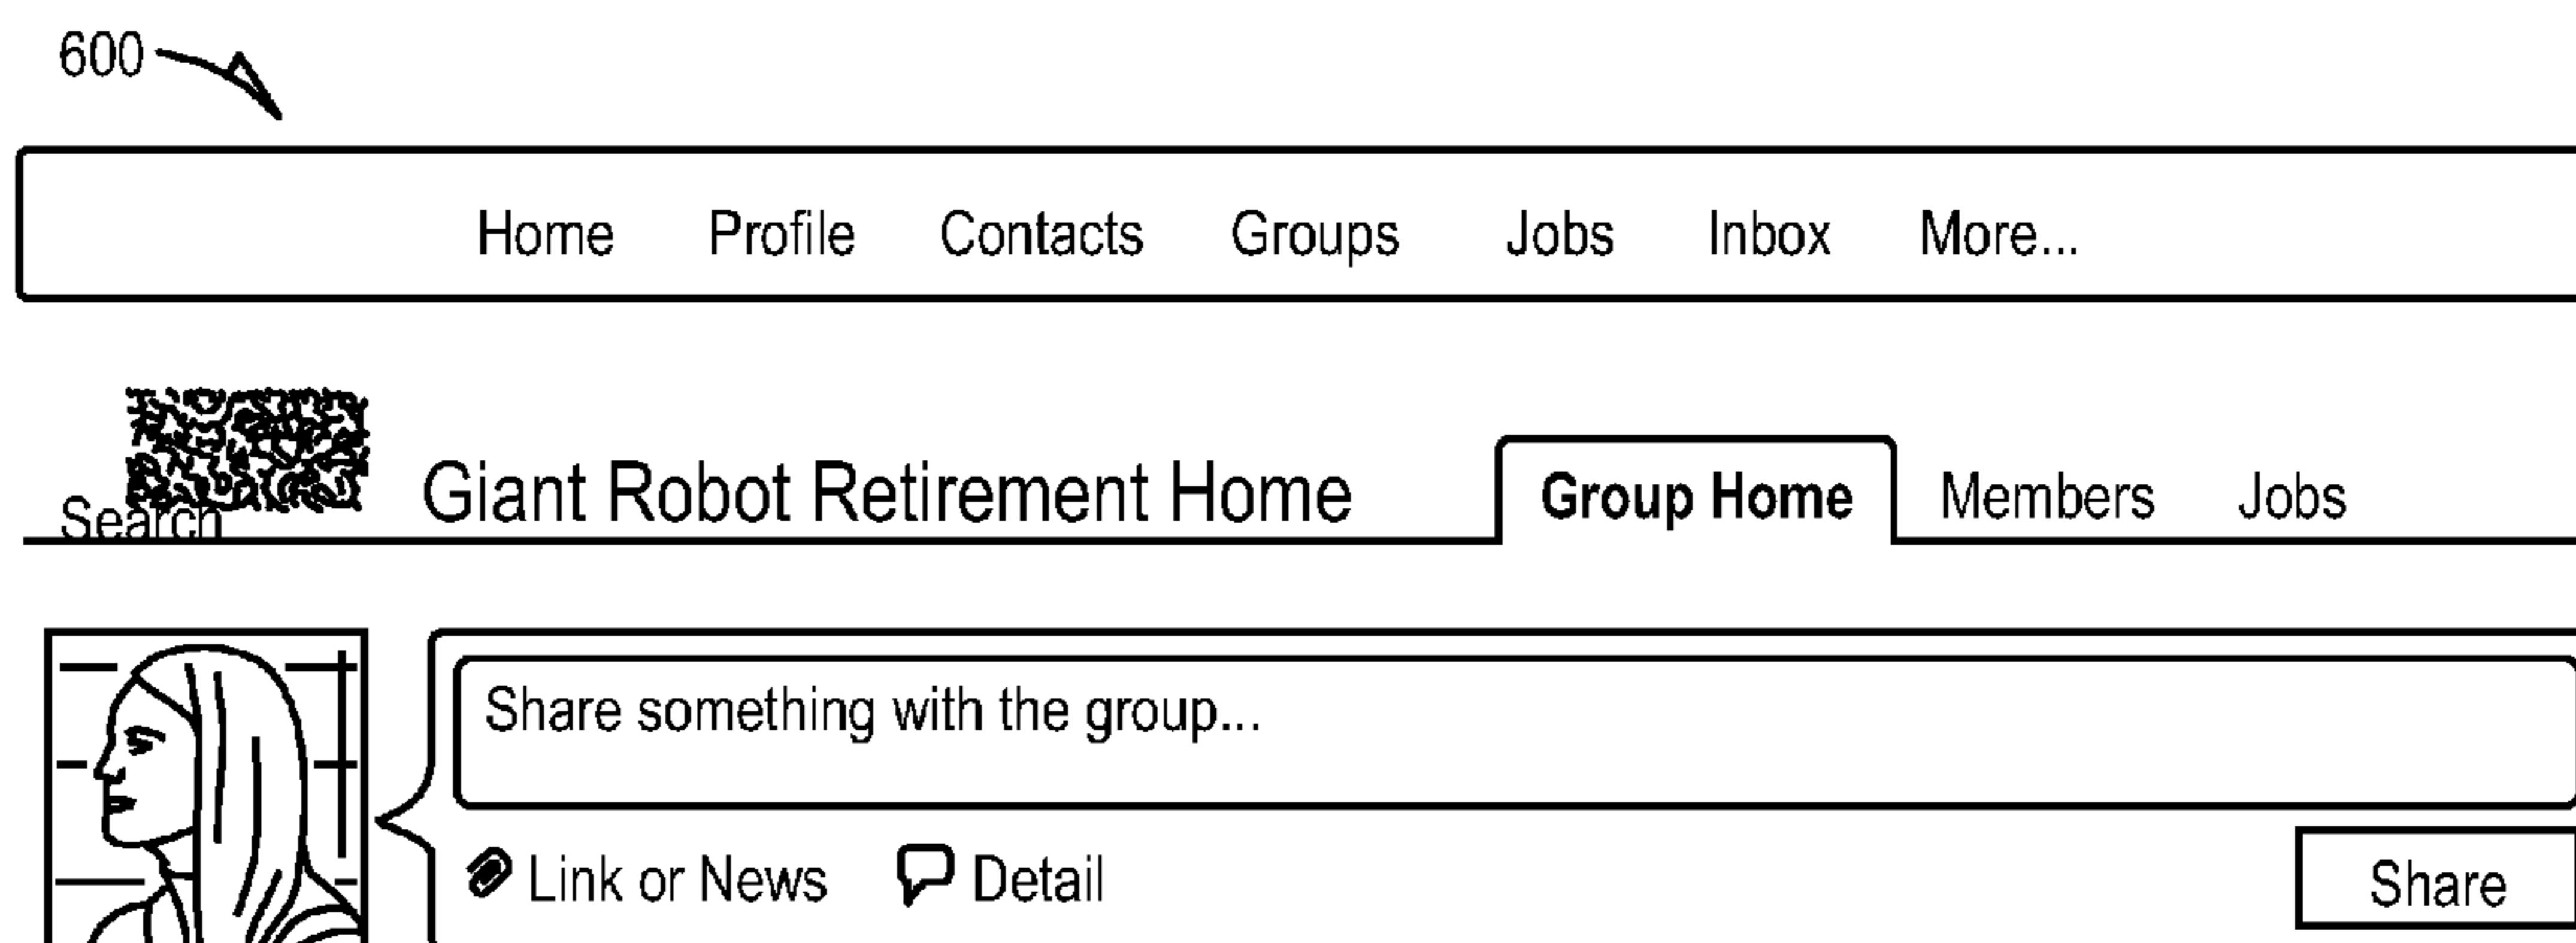 600
Home Profile Contacts Groups Jobs Inbox More...
Giant Robot Retirement Home Group Home Members Jobs
Search
Share something with the group...
Link or News Detail Share